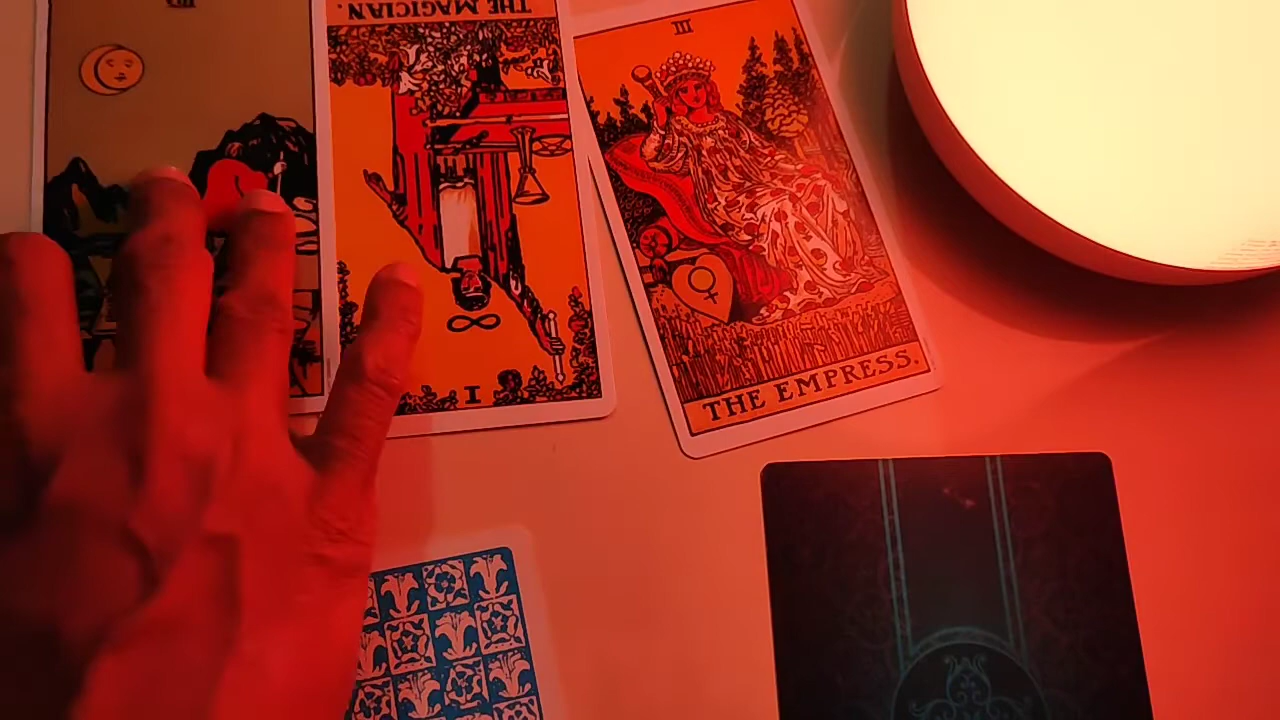 THE MAGICIAN.
I
III
THE EMPRESS.